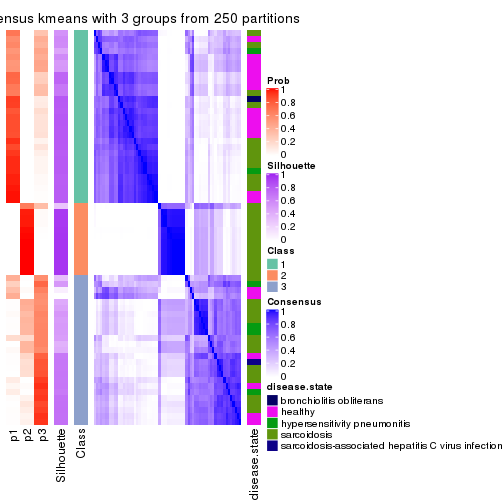 ensus kmeans with 3 groups from 250 partitions
Prob
1
0.8
0.6
0.4
0.2
0
Silhouette
1
0.8
0.6
0.4
0.2
0
Class
1
2
3
Consensus
1
0.8
0.6
0.4
0.2
0
disease.state
bronchiolitis obliterans
healthy
hypersensitivity pneumonitis
sarcoidosis
sarcoidosis-associated hepatitis C virus infection
p1
p2
p3
Silhouette
Class
disease.state